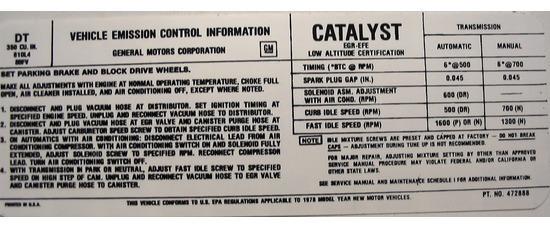 DT
350 CU. IN.
810L4
80FV
VEHICLE EMISSION CONTROL INFORMATION
GENERAL MOTORS CORPORATION
GM
SET PARKING BRAKE AND BLOCK DRIVE WHEELS.
MAKE ALL ADJUSTMENTS WITH ENGINE AT NORMAL OPERATING TEMPERATURE, CHOKE FULL
OPEN, AIR CLEANER INSTALLED, AND AIR CONDITIONING OFF, EXCEPT WHERE NOTED.
1. DISCONNECT AND PLUG VACUUM HOSE AT DISTRIBUTOR. SET IGNITION TIMING AT
SPECIFIED ENGINE SPEED. UNPLUG AND RECONNECT VACUUM HOSE TO DISTRIBUTOR.
2. DISCONNECT AND PLUG VACUUM HOSE AT EGR VALVE AND CANISTER PURGE HOSE AT
CANISTER. ADJUST CARBURETOR SPEED SCREW TO OBTAIN SPECIFIED CURB IDLE SPEED.
3. ON AUTOMATICS WITH AIR CONDITIONING: DISCONNECT ELECTRICAL LEAD FROM AIR
CONDITIONING COMPRESSOR. WITH AIR CONDITIONING SWITCH ON AND SOLENOID FULLY
EXTENDED, ADJUST SOLENOID SCREW TO SPECIFIED RPM. RECONNECT COMPRESSOR
LEAD. TURN AIR CONDITIONING SWITCH OFF.
4. WITH TRANSMISSION IN PARK OR NEUTRAL, ADJUST FAST IDLE SCREW TO SPECIFIED
SPEED ON HIGH STEP OF CAM. UNPLUG AND RECONNECT VACUUM HOSE TO EGR VALVE
AND CANISTER PURGE HOSE TO CANISTER.
CATALYST
EGR-EFE
LOW ALTITUDE CERTIFICATION
TRANSMISSION
AUTOMATIC MANUAL
TIMING (°BTC @ RPM) 6°@500 6°@700
SPARK PLUG GAP (IN.) 0.045 0.045
SOLENOID ASM. ADJUSTMENT
WITH AIR COND. (RPM) 600 (DR) —
CURB IDLE SPEED (RPM) 500 (DR) 700 (N)
FAST IDLE SPEED (RPM) 1600 (P) OR (N) 1300 (N)
NOTE IDLE MIXTURE SCREWS ARE PRESET AND CAPPED AT FACTORY — DO NOT BREAK
CAPS — ADJUSTMENT DURING TUNE UP IS NOT RECOMMENDED.
FOR MAJOR REPAIR, ADJUSTING MIXTURE SETTING BY OTHER THAN APPROVED
SERVICE MANUAL PROCEDURE MAY VIOLATE FEDERAL AND/OR CALIFORNIA OR
OTHER STATE LAWS.
SEE SERVICE MANUAL AND MAINTENANCE SCHEDULE I FOR ADDITIONAL INFORMATION.
PRINTED IN U.S.A.
THIS VEHICLE CONFORMS TO U.S. EPA REGULATIONS APPLICABLE TO 1978 MODEL YEAR NEW MOTOR VEHICLES.
PT. NO. 472888